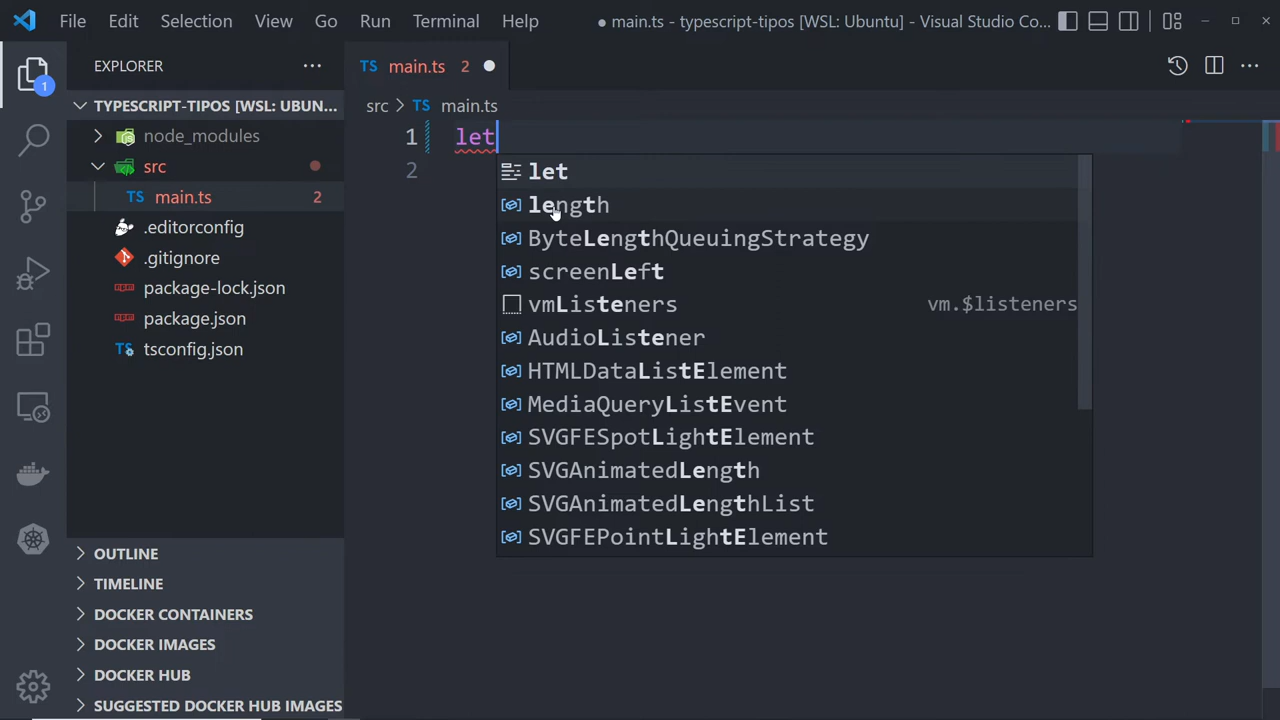 File Edit Selection View Go Run Terminal Help ● main.ts - typescript-tipos [WSL: Ubuntu] - Visual Studio Co...
EXPLORER
TS main.ts 2
1
TYPESCRIPT-TIPOS [WSL: UBUN...
src > TS main.ts
node_modules
src
TS main.ts 2
.editorconfig
.gitignore
package-lock.json
package.json
TS tsconfig.json
OUTLINE
TIMELINE
DOCKER CONTAINERS
DOCKER IMAGES
DOCKER HUB
SUGGESTED DOCKER HUB IMAGES
1 let
2
let
length
ByteLengthQueuingStrategy
screenLeft
vmListeners vm.$listeners
AudioListener
HTMLDataListElement
MediaQueryListEvent
SVGFESpotLightElement
SVGAnimatedLength
SVGAnimatedLengthList
SVGFEPointLightElement